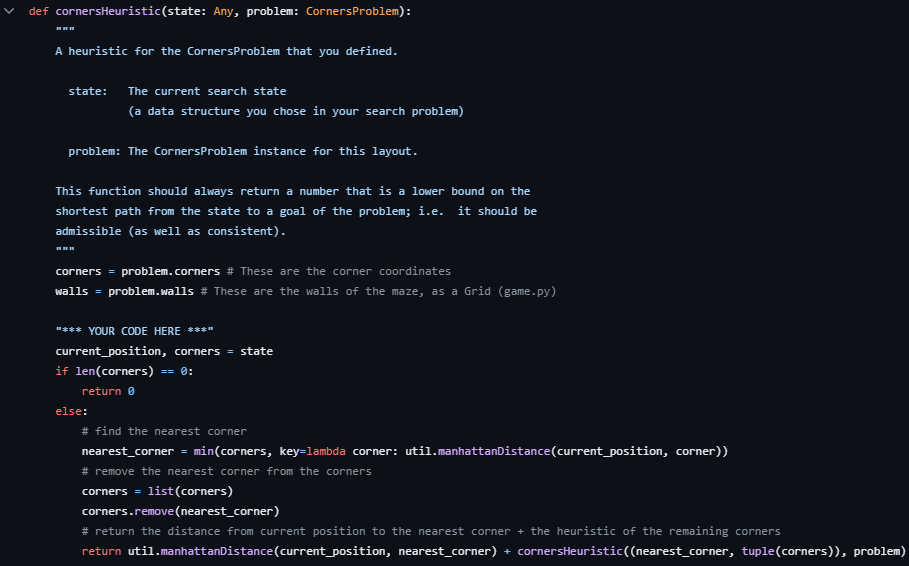 def cornersHeuristic(state: Any, problem: CornersProblem):
"""
A heuristic for the CornersProblem that you defined.
state: The current search state
(a data structure you chose in your search problem)
problem: The CornersProblem instance for this layout.
This function should always return a number that is a lower bound on the
shortest path from the state to a goal of the problem; i.e. it should be
admissible (as well as consistent).
"""
corners = problem.corners # These are the corner coordinates
walls = problem.walls # These are the walls of the maze, as a Grid (game.py)
"*** YOUR CODE HERE ***"
current_position, corners = state
if len(corners) == 0:
return 0
else:
# find the nearest corner
nearest_corner = min(corners, key=lambda corner: util.manhattanDistance(current_position, corner))
# remove the nearest corner from the corners
corners = list(corners)
corners.remove(nearest_corner)
# return the distance from current position to the nearest corner + the heuristic of the remaining corners
return util.manhattanDistance(current_position, nearest_corner) + cornersHeuristic((nearest_corner, tuple(corners)), problem)